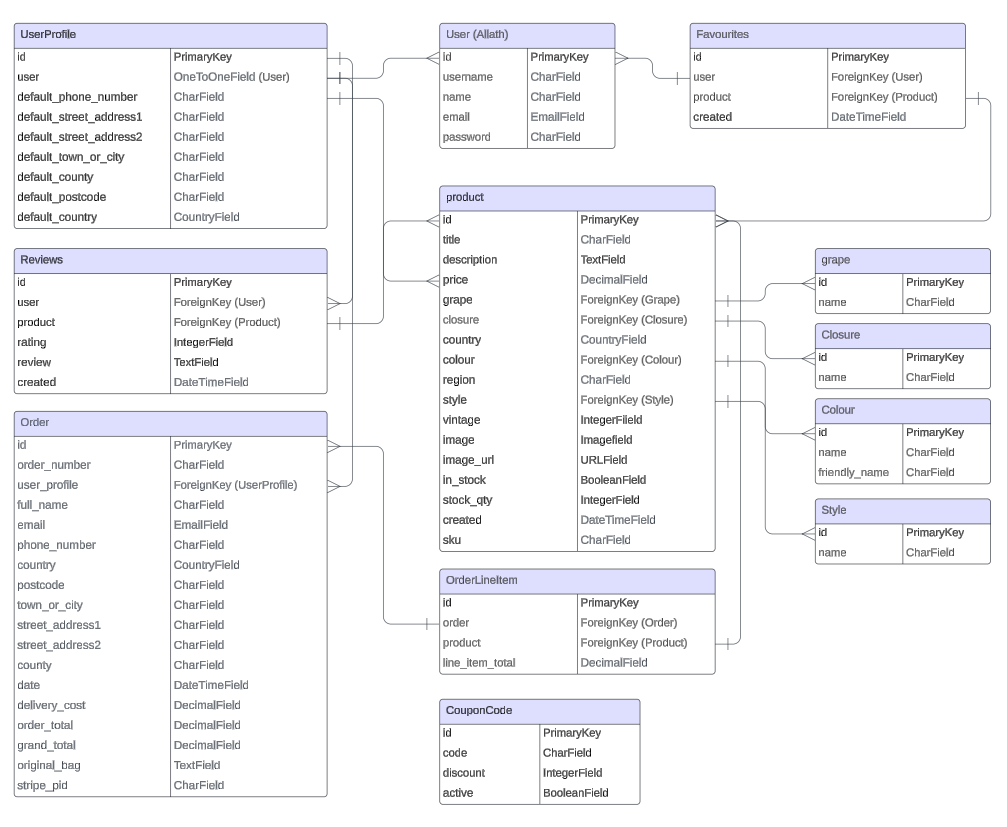 UserProfile
id PrimaryKey
user OneToOneField (User)
default_phone_number CharField
default_street_address1 CharField
default_street_address2 CharField
default_town_or_city CharField
default_county CharField
default_postcode CharField
default_country CountryField
User (Allath)
id PrimaryKey
username CharField
name CharField
email EmailField
password CharField
Favourites
id PrimaryKey
user ForeignKey (User)
product ForeignKey (Product)
created DateTimeField
Reviews
id PrimaryKey
user ForeignKey (User)
product ForeignKey (Product)
rating IntegerField
review TextField
created DateTimeField
product
id PrimaryKey
title CharField
description TextField
price DecimalField
grape ForeignKey (Grape)
closure ForeignKey (Closure)
country CountryField
colour ForeignKey (Colour)
region CharField
style ForeignKey (Style)
vintage IntegerFiield
image Imagefield
image_url URLField
in_stock BooleanField
stock_qty IntegerField
created DateTimeField
sku CharField
grape
id PrimaryKey
name CharField
Closure
id PrimaryKey
name CharField
Colour
id PrimaryKey
name CharField
friendly_name CharField
Style
id PrimaryKey
name CharField
Order
id PrimaryKey
order_number CharField
user_profile ForeignKey (UserProfile)
full_name CharField
email EmailField
phone_number CharField
country CountryField
postcode CharField
town_or_city CharField
street_address1 CharField
street_address2 CharField
county CharField
date DateTimeField
delivery_cost DecimalField
order_total DecimalField
grand_total DecimalField
original_bag TextField
stripe_pid CharField
OrderLineItem
id PrimaryKey
order ForeignKey (Order)
product ForeignKey (Product)
line_item_total DecimalField
CouponCode
id PrimaryKey
code CharField
discount IntegerField
active BooleanField